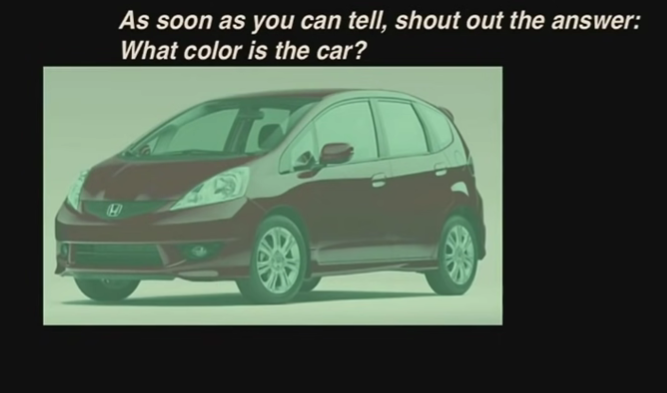 As soon as you can tell, shout out the answer:
What color is the car?